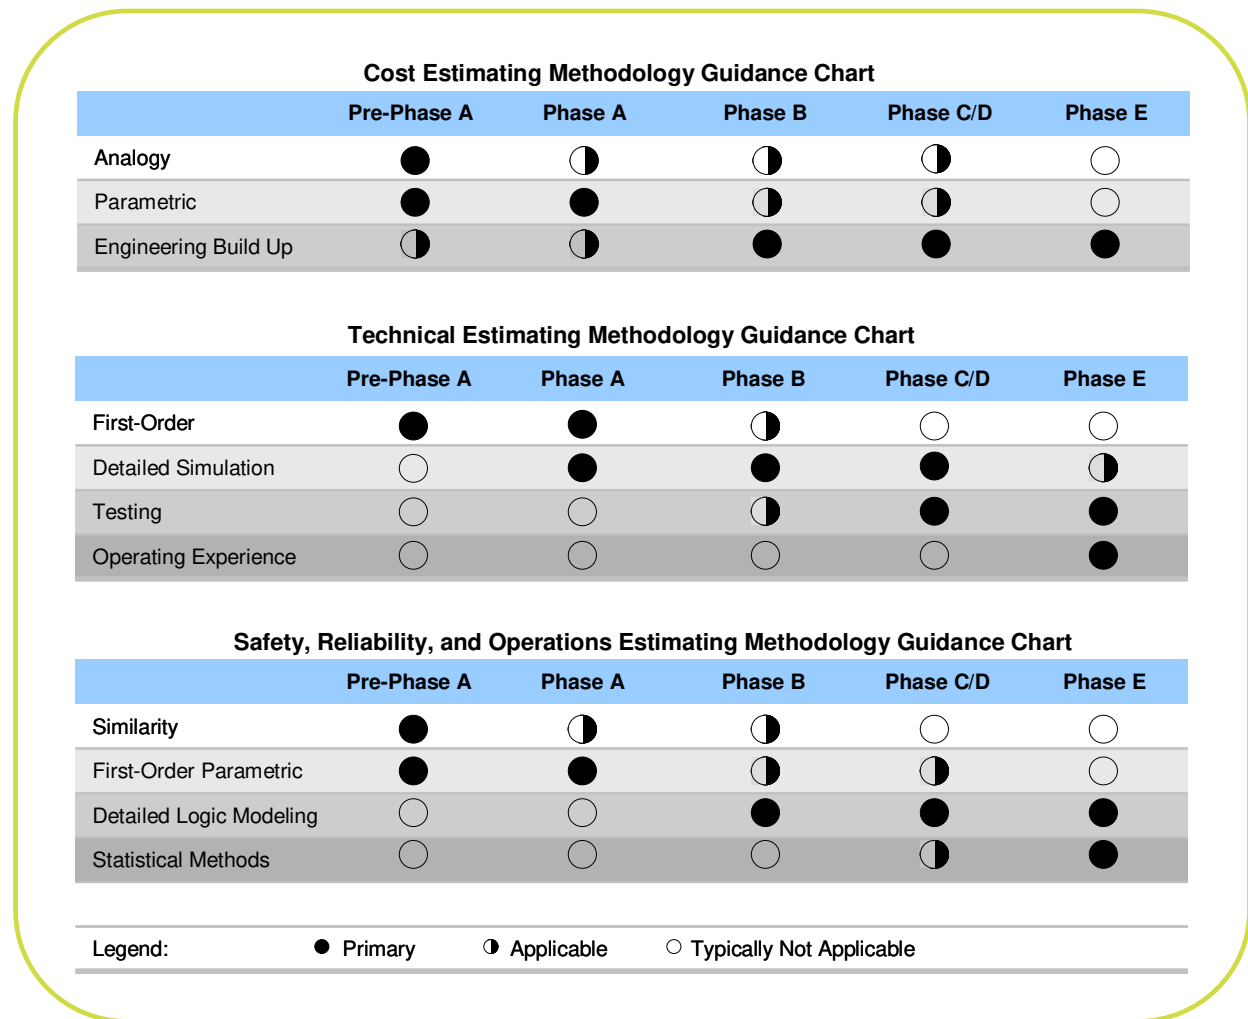 Cost Estimating Methodology Guidance Chart
Pre-Phase A Phase A Phase B Phase C/D Phase E
Analogy
Parametric
Engineering Build Up
Technical Estimating Methodology Guidance Chart
Pre-Phase A Phase A Phase B Phase C/D Phase E
First-Order
Detailed Simulation
Testing
Operating Experience
Safety, Reliability, and Operations Estimating Methodology Guidance Chart
Pre-Phase A Phase A Phase B Phase C/D Phase E
Similarity
First-Order Parametric
Detailed Logic Modeling
Statistical Methods
Legend: Primary Applicable Typically Not Applicable